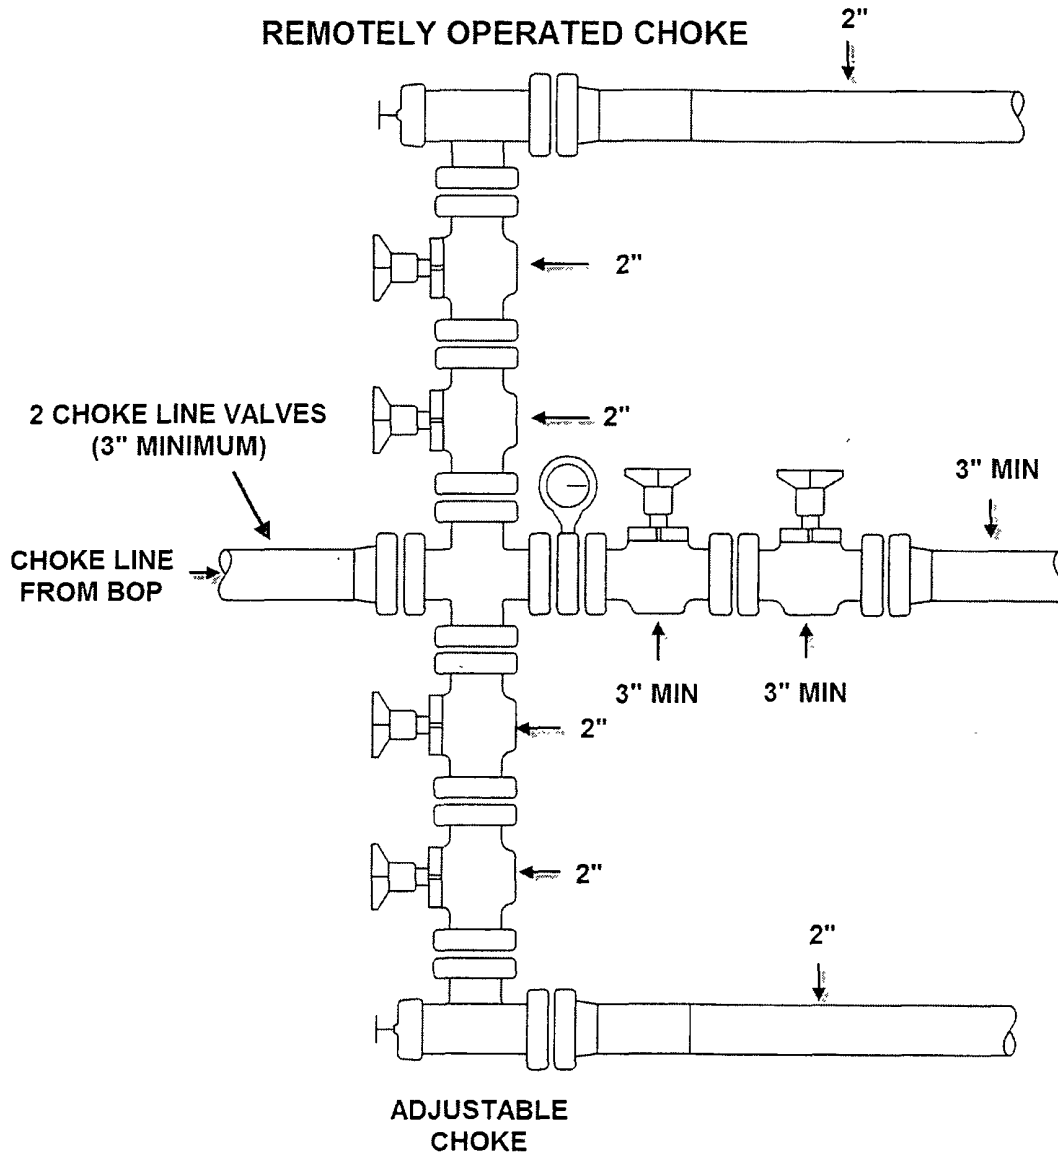 REMOTELY OPERATED CHOKE
2"
2"
2"
2 CHOKE LINE VALVES
(3" MINIMUM)
3" MIN
CHOKE LINE
FROM BOP
3" MIN
3" MIN
2"
2"
2"
ADJUSTABLE
CHOKE